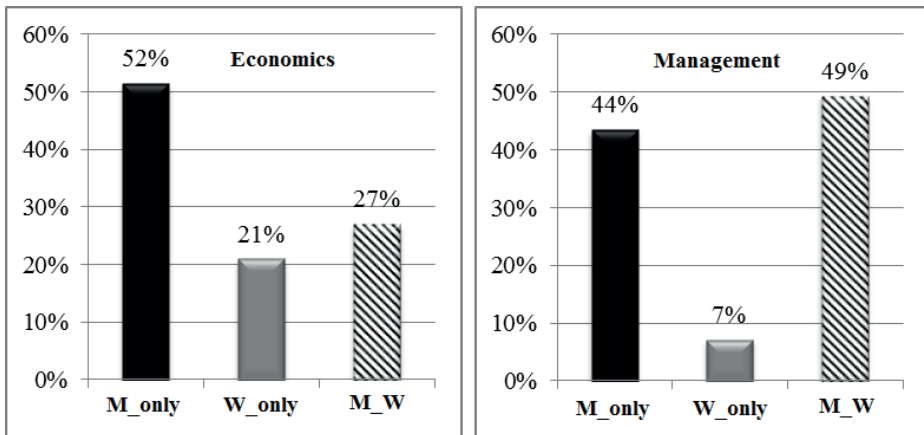 60%
50%
40%
30%
20%
10%
0%
Economics
52%
21%
27%
M_only
W_only
M_W
60%
50%
40%
30%
20%
10%
0%
Management
44%
7%
49%
M_only
W_only
M_W